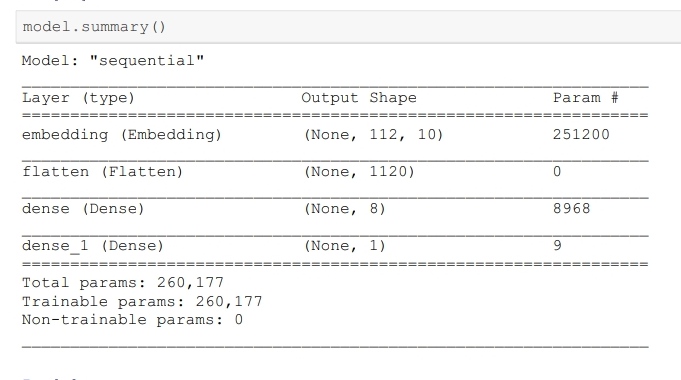 model.summary()
Model: "sequential"
Layer (type) Output Shape Param #
=================================================================
embedding (Embedding) (None, 112, 10) 251200
flatten (Flatten) (None, 1120) 0
dense (Dense) (None, 8) 8968
dense_1 (Dense) (None, 1) 9
=================================================================
Total params: 260,177
Trainable params: 260,177
Non-trainable params: 0